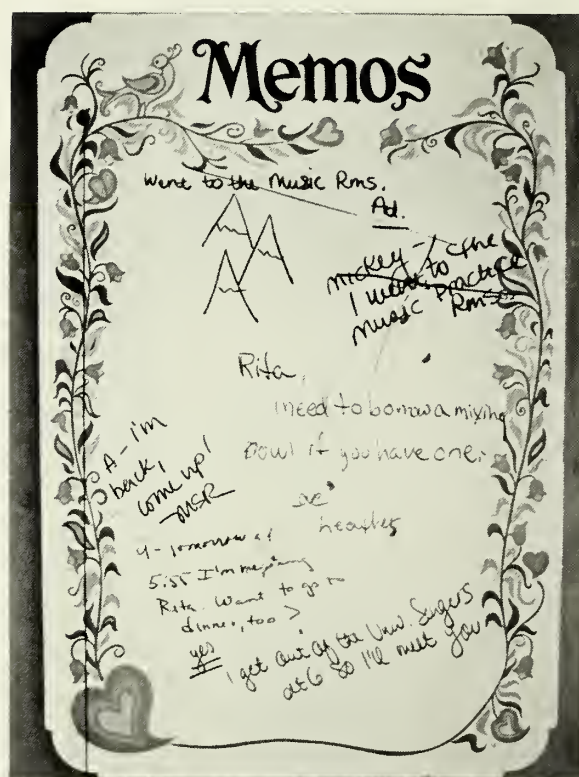 Memos
Went to the Music Rms.
Ad.
Mickey-
I went to the
Music Practice
Rms.
Rita,
I need to borrow a mixing
bowl if you have one.
heather
A- I'm
back,
come up!
-MSR
4- Tomorrow at
5:55 I'm meeting
Rita. Want to go to
dinner, too?
yes
I get out of the Univ. Singers
at 6 so I'll meet you